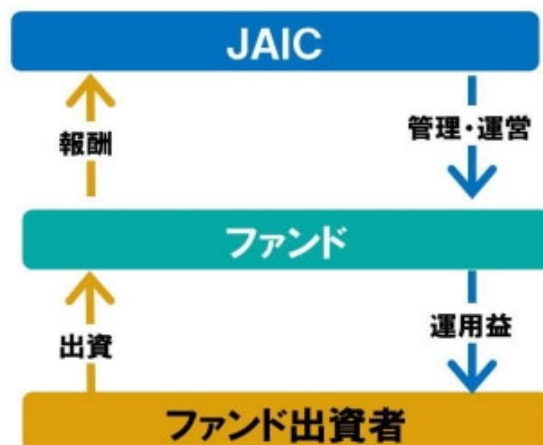 JAIC
報酬
管理・運営
ファンド
出資
運用益
ファンド出資者